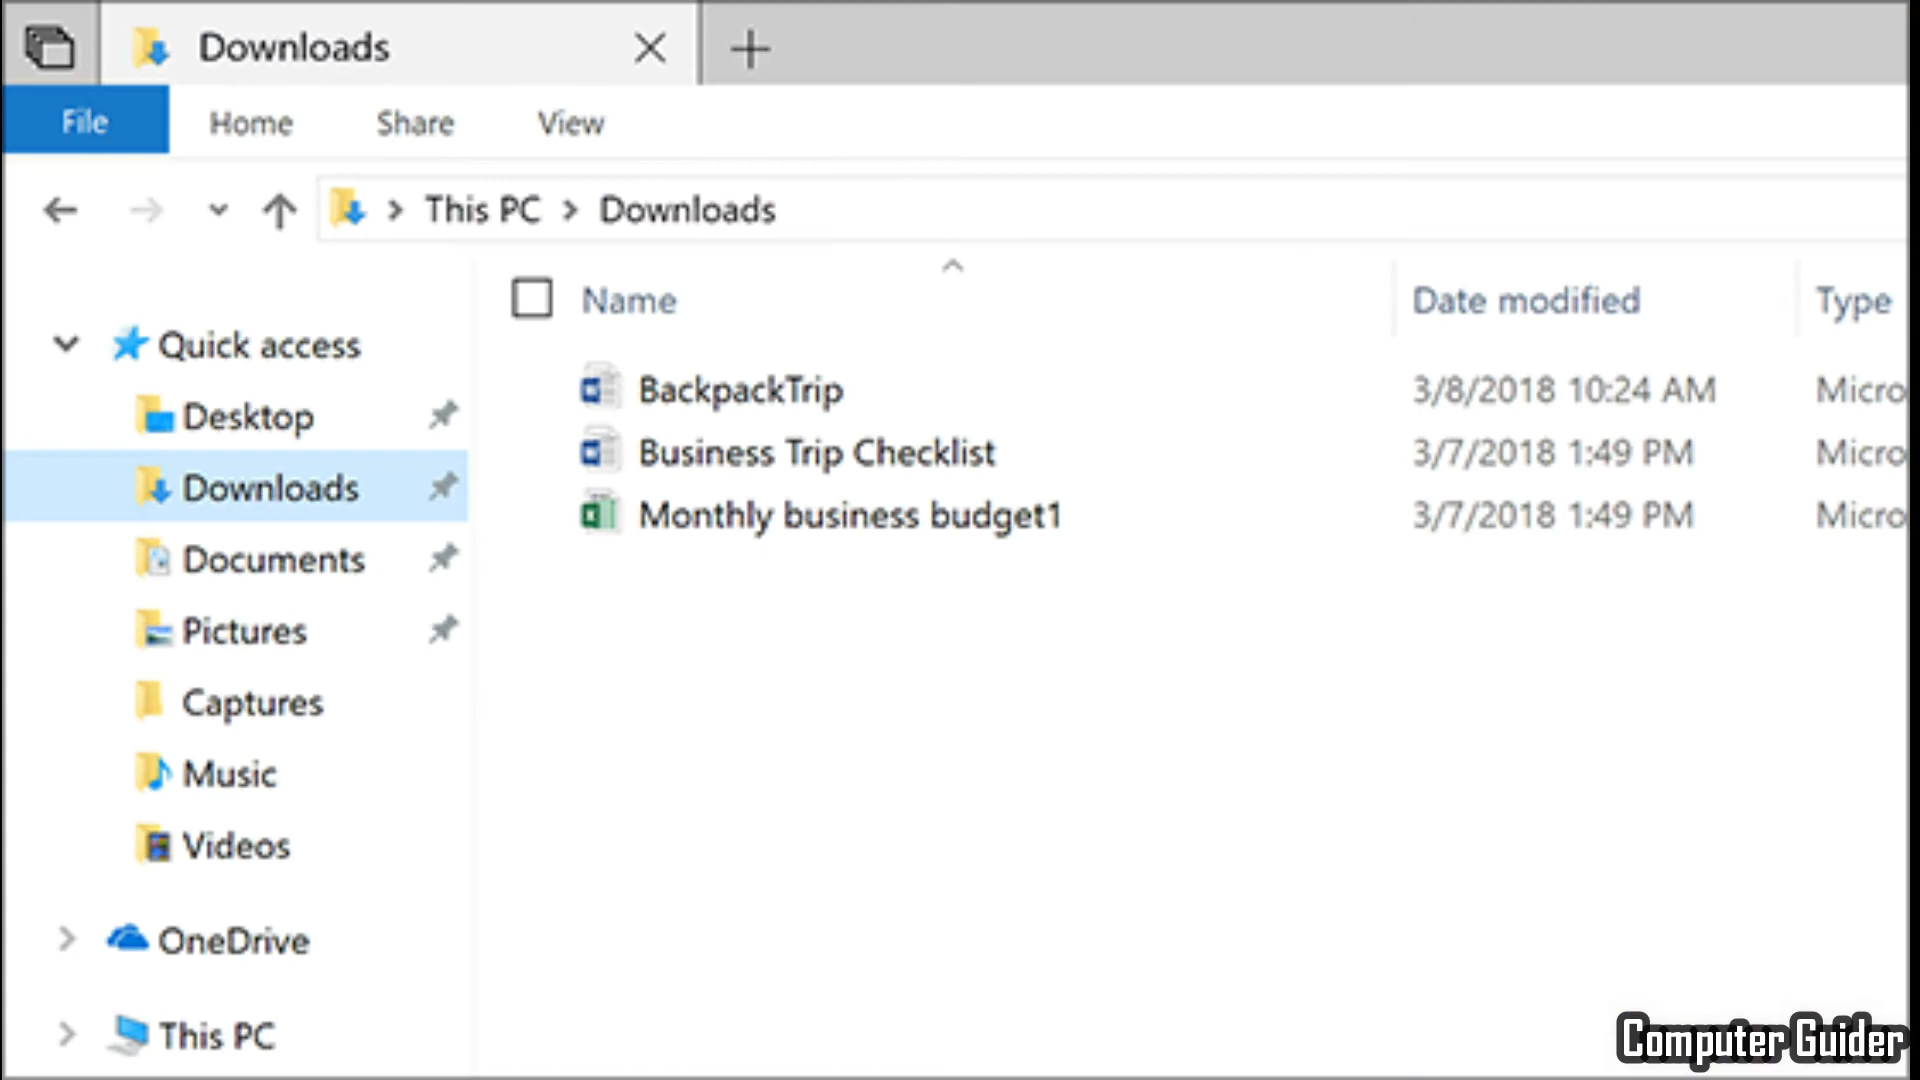 Downloads
File Home Share View
This PC Downloads
Name Date modified Type
Quick access
Desktop
Downloads
Documents
Pictures
Captures
Music
Videos
OneDrive
This PC
BackpackTrip 3/8/2018 10:24 AM Micro
Business Trip Checklist 3/7/2018 1:49 PM Micro
Monthly business budget1 3/7/2018 1:49 PM Micro
Computer Guider